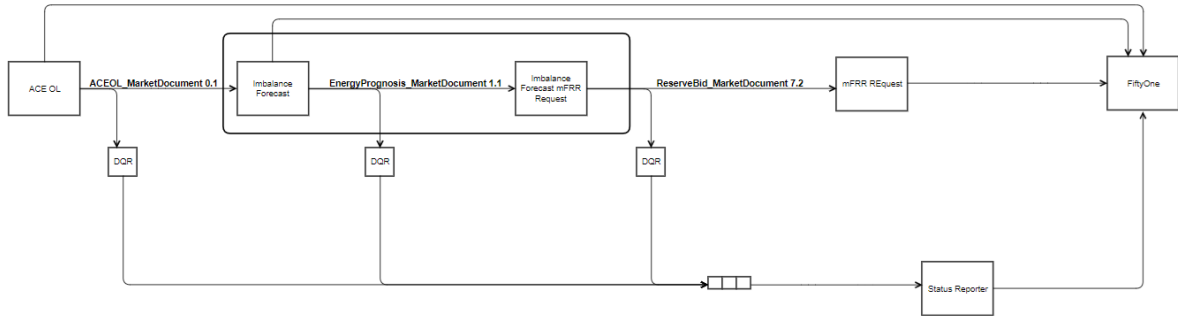 ACE OL
ACEOL_MarketDocument 0.1
Imbalance
Forecast
EnergyPrognosis_MarketDocument 1.1
Imbalance
Forecast mFRR
Request
ReserveBid_MarketDocument 7.2
mFRR REquest
FiftyOne
DQR
DQR
DQR
Status Reporter